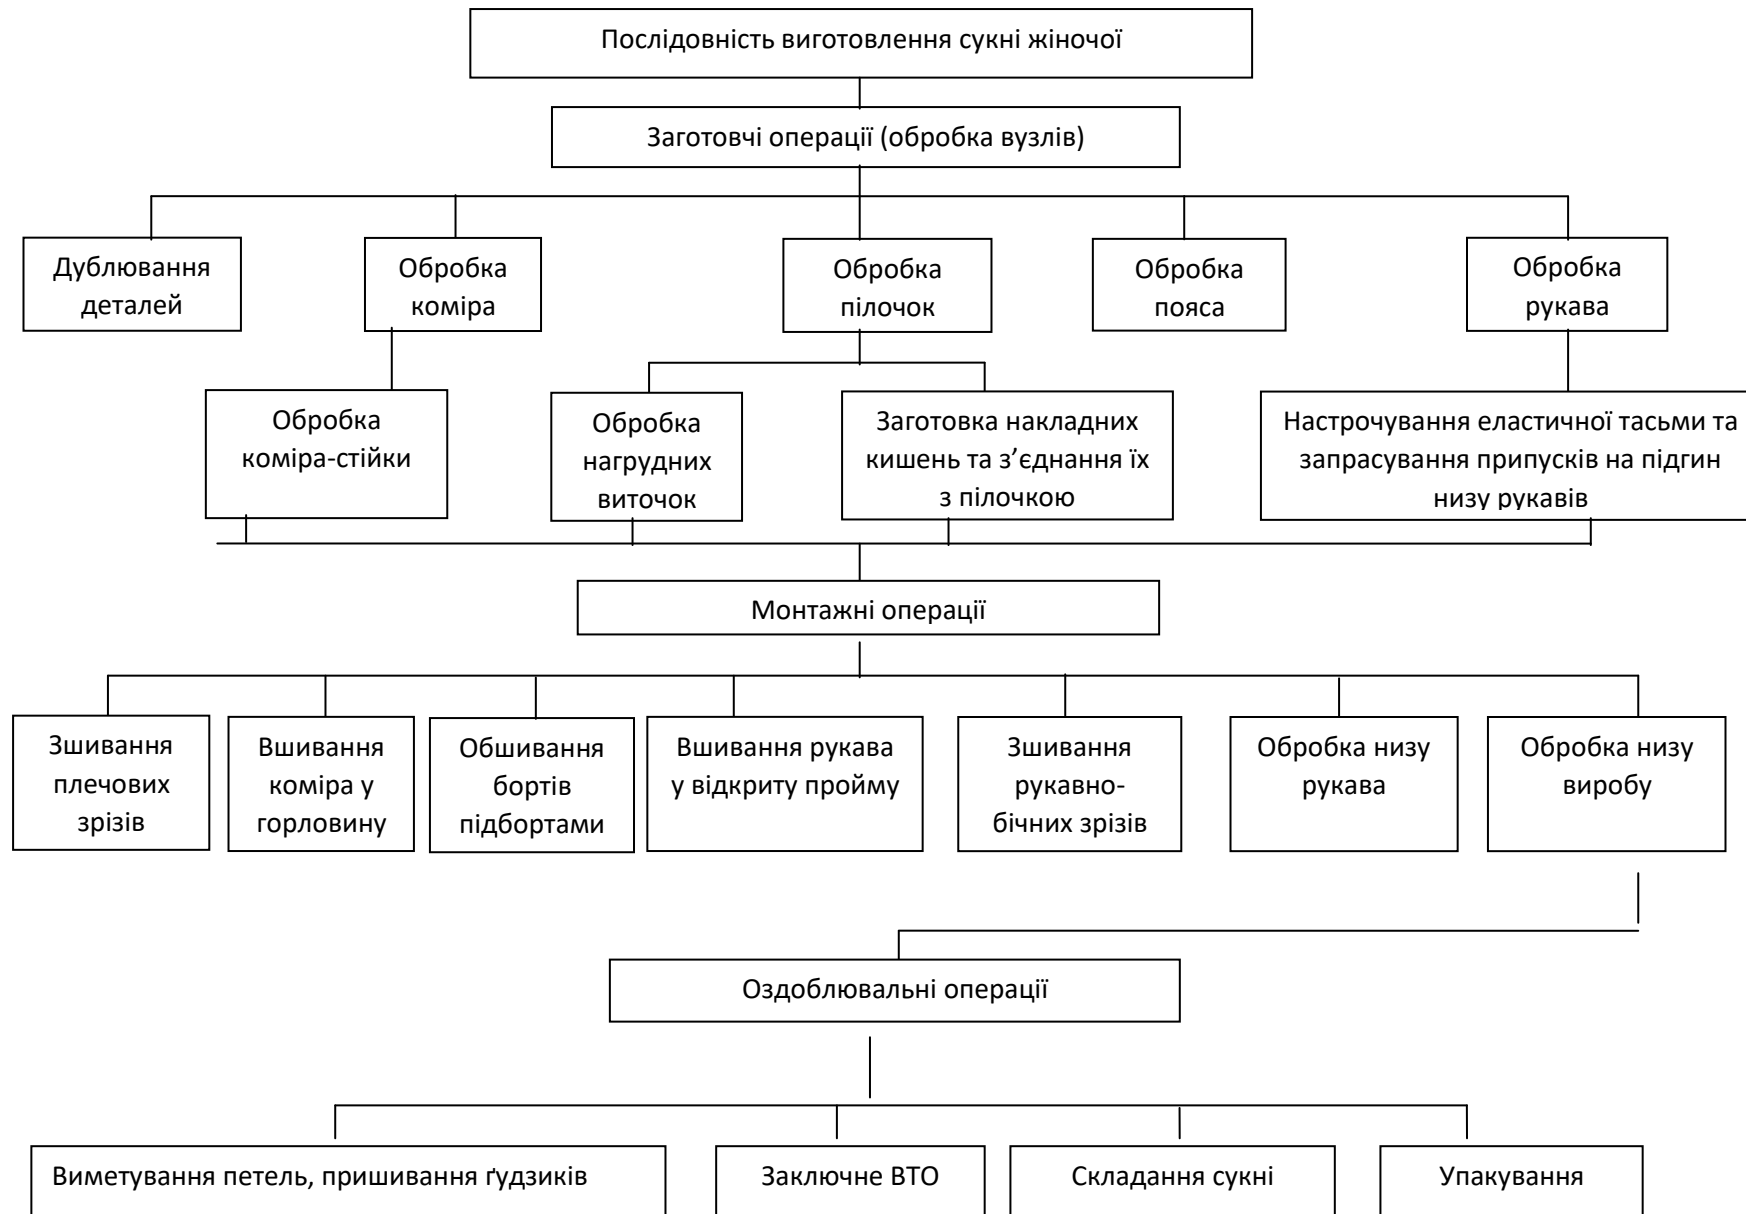 Послідовність виготовлення сукні жіночої
Заготовчі операції (обробка вузлів)
Дублювання
деталей
Обробка
коміра
Обробка
пілочок
Обробка
пояса
Обробка
рукава
Обробка
коміра-стійки
Обробка
нагрудних
виточок
Заготовка накладних
кишень та з’єднання їх
з пілочкою
Настрочування еластичної тасьми та
запрасування припусків на підгин
низу рукавів
Монтажні операції
Зшивання
плечових
зрізів
Вшивання
коміра у
горловину
Обшивання
бортів
підбортами
Вшивання рукава
у відкриту пройму
Зшивання
рукавно-
бічних зрізів
Обробка низу
рукава
Обробка низу
виробу
Оздоблювальні операції
Виметування петель, пришивання ґудзиків
Заключне ВТО
Складання сукні
Упакування